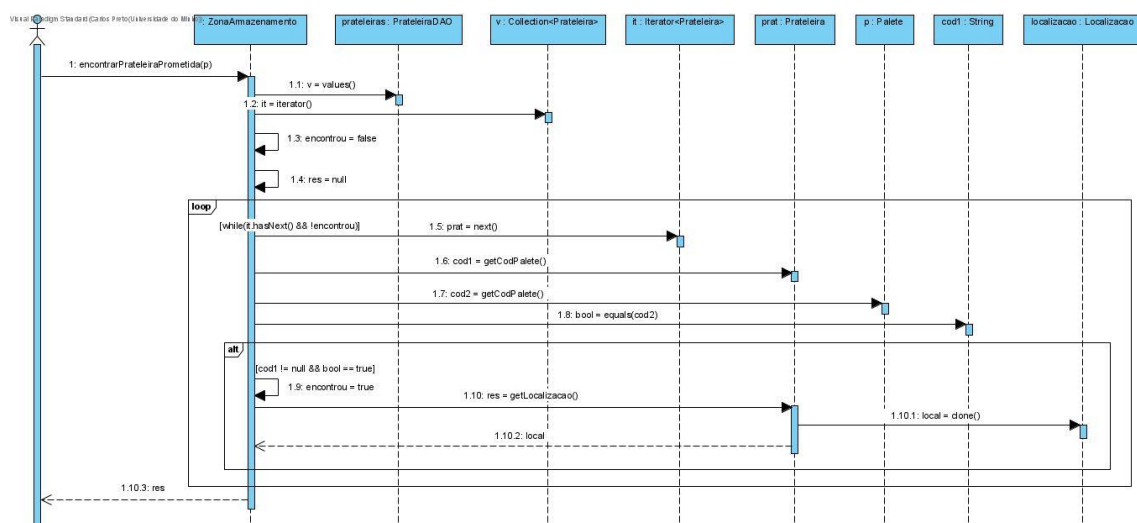 Visual Paradigm Standard(Carlos Preto(Universidade do Minho))
: ZonaArmazenamento
prateleiras : PrateleiraDAO
v : Collection<Prateleira>
it : Iterator<Prateleira>
prat : Prateleira
p : Palete
cod1 : String
localizacao : Localizacao
1: encontrarPrateleiraPrometida(p)
1.1: v = values()
1.2: it = iterator()
1.3: encontrou = false
1.4: res = null
loop
[while(it.hasNext() && !encontrou)]
1.5: prat = next()
1.6: cod1 = getCodPalete()
1.7: cod2 = getCodPalete()
1.8: bool = equals(cod2)
alt
[cod1 != null && bool == true]
1.9: encontrou = true
1.10: res = getLocalizacao()
1.10.1: local = clone()
1.10.2: local
1.10.3: res